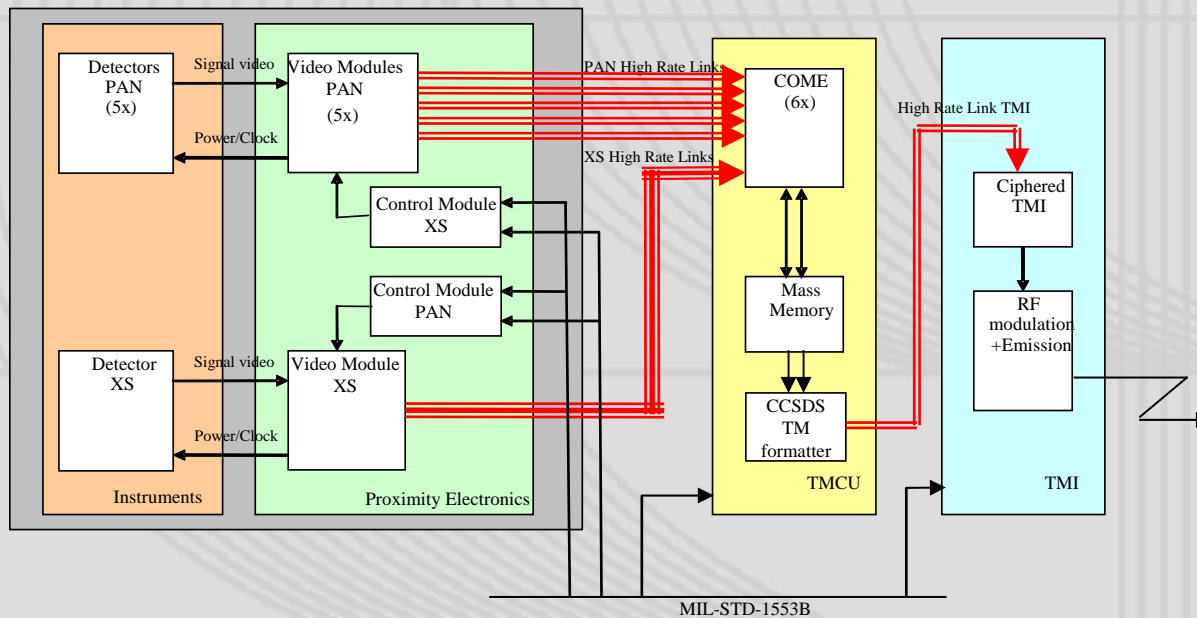 Detectors
PAN
(5x)
Signal video
Power/Clock
Video Modules
PAN
(5x)
PAN High Rate Links
XS High Rate Links
COME
(6x)
High Rate Link TMI
Ciphered
TMI
Control Module
XS
Control Module
PAN
Mass
Memory
RF
modulation
+Emission
Detector
XS
Signal video
Power/Clock
Video Module
XS
CCSDS
TM
formatter
Instruments
Proximity Electronics
TMCU
TMI
MIL-STD-1553B